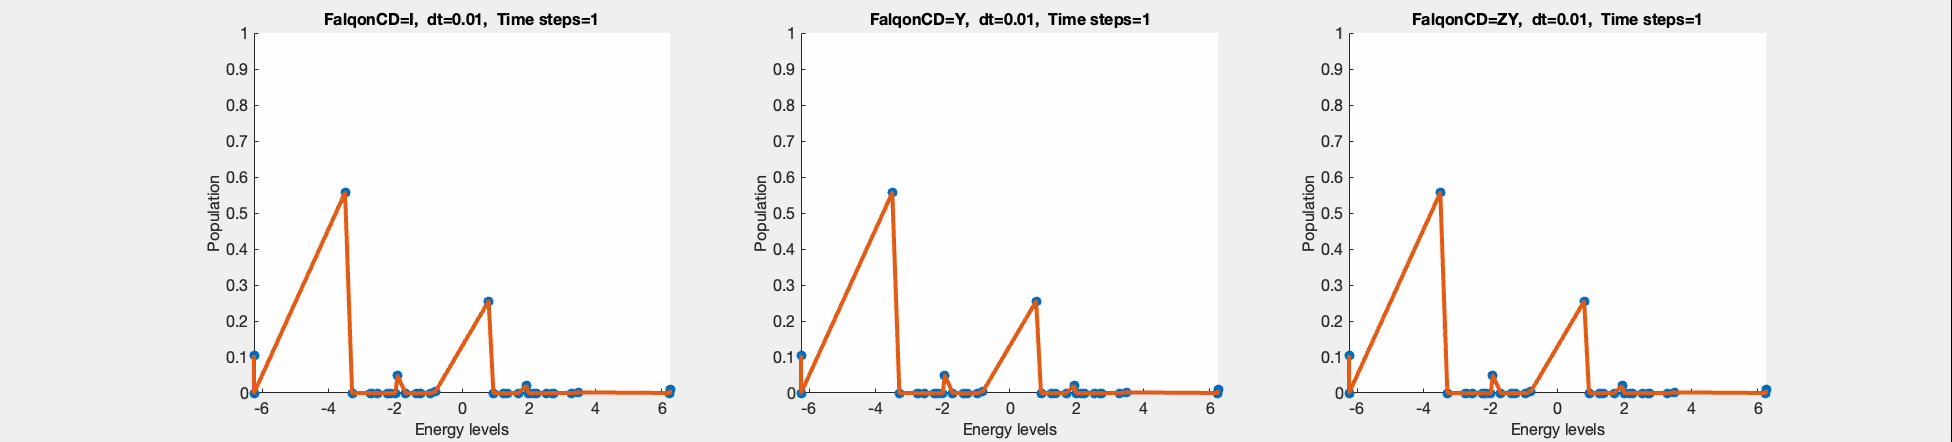 FalqonCD=I,  dt=0.01,  Time steps=1
1
0.9
0.8
0.7
0.6
0.5
0.4
0.3
0.2
0.1
0
Population
-6 -4 -2 0 2 4 6
Energy levels
FalqonCD=Y,  dt=0.01,  Time steps=1
1
0.9
0.8
0.7
0.6
0.5
0.4
0.3
0.2
0.1
0
Population
-6 -4 -2 0 2 4 6
Energy levels
FalqonCD=ZY,  dt=0.01,  Time steps=1
1
0.9
0.8
0.7
0.6
0.5
0.4
0.3
0.2
0.1
0
Population
-6 -4 -2 0 2 4 6
Energy levels